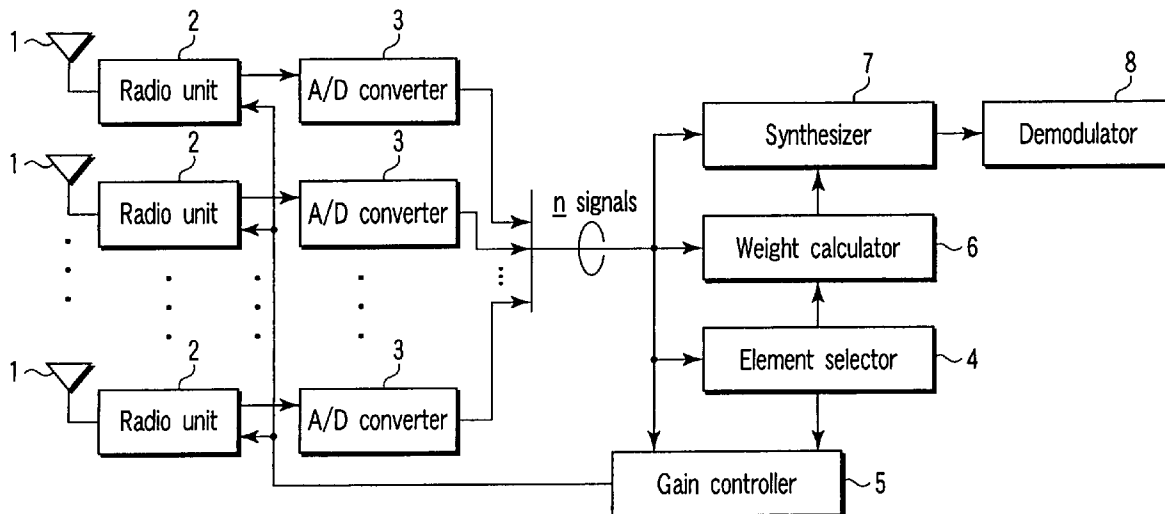 1
2
3
7
8
Radio unit
A/D converter
Synthesizer
Demodulator
1
2
3
Radio unit
A/D converter
n signals
Weight calculator
6
...
1
2
3
Radio unit
A/D converter
Element selector
4
Gain controller
5